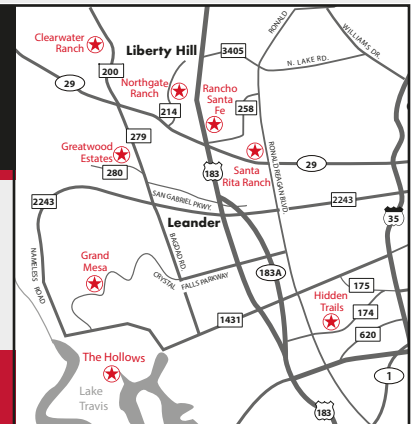 RONALD
WILLIAMS DR.
Clearwater
Ranch
Liberty Hill
3405
N. LAKE RD.
200
29
Northgate
Ranch
Rancho
Santa
Fe
214
258
279
Greatwood
Estates
280
183
Santa
Rita Ranch
29
RONALD REAGAN BLVD.
2243
SAN GABRIEL PKWY.
2243
35
Leander
NAMELESS ROAD
BAGDAD RD.
Grand
Mesa
CRYSTAL FALLS PARKWAY
183A
175
Hidden
Trails
174
1431
620
The Hollows
1
Lake
Travis
183